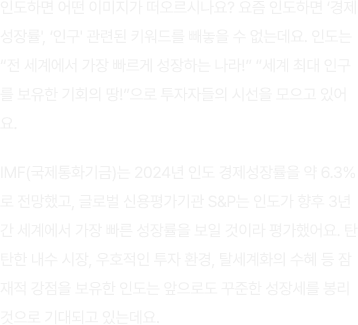 인도하면 어떤 이미지가 떠오르시나요? 요즘 인도하면 '경제
성장률', '인구' 관련된 키워드를 빼놓을 수 없는데요. 인도는
“전 세계에서 가장 빠르게 성장하는 나라!” “세계 최대 인구
를 보유한 기회의 땅!”으로 투자자들의 시선을 모으고 있어
요.
IMF(국제통화기금)는 2024년 인도 경제성장률을 약 6.3%
로 전망했고, 글로벌 신용평가기관 S&P는 인도가 향후 3년
간 세계에서 가장 빠른 성장률을 보일 것이라 평가했어요. 탄
탄한 내수 시장, 우호적인 투자 환경, 탈세계화의 수혜 등 잠
재적 강점을 보유한 인도는 앞으로도 꾸준한 성장세를 불러
것으로 기대되고 있는데요.